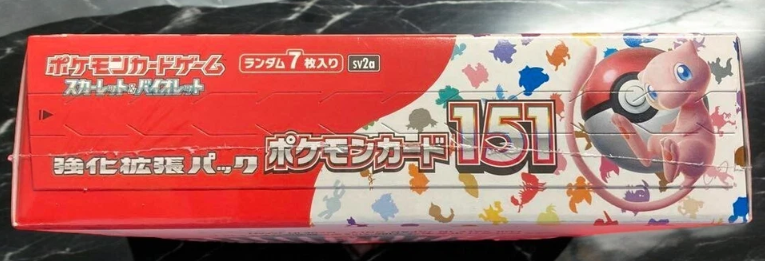 ポケモンカードゲーム
スカーレット&バイオレット
ランダム7枚入り
sv2a
強化拡張パック
ポケモンカード151